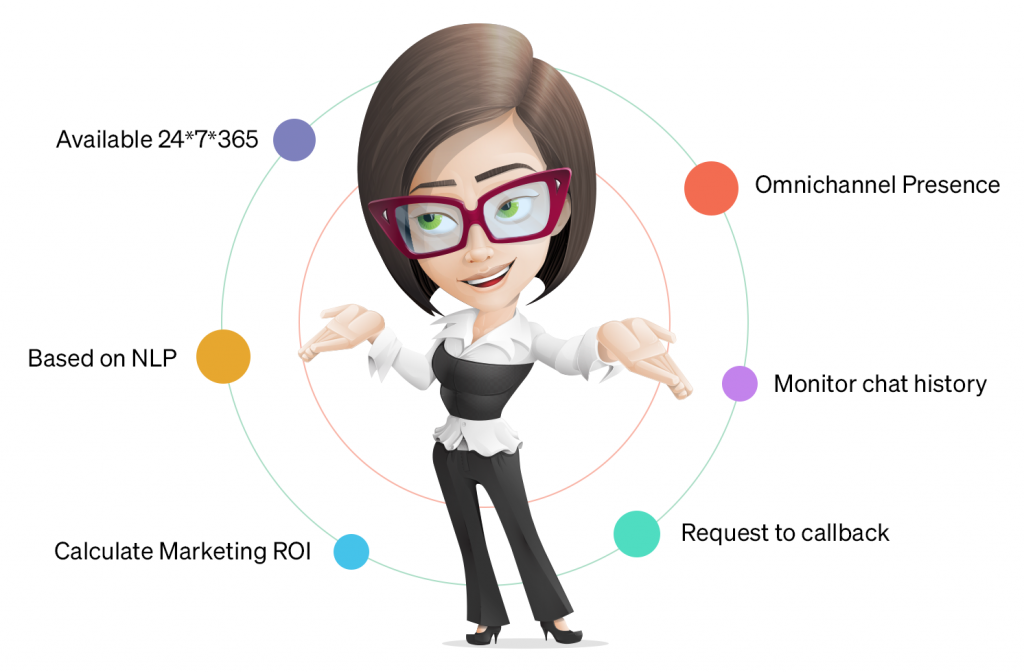 Available 24*7*365
Omnichannel Presence
Based on NLP
Monitor chat history
Calculate Marketing ROI
Request to callback